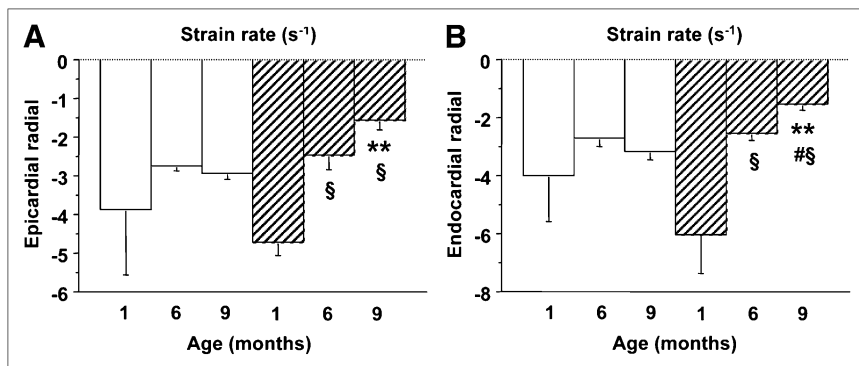 A
Strain rate (s⁻¹)
Epicardial radial
0
-1
-2
-3
-4
-5
-6
**
§
§
1 6 9 1 6 9
Age (months)
B
Strain rate (s⁻¹)
Endocardial radial
0
-2
-4
-6
-8
**
§ #§
1 6 9 1 6 9
Age (months)